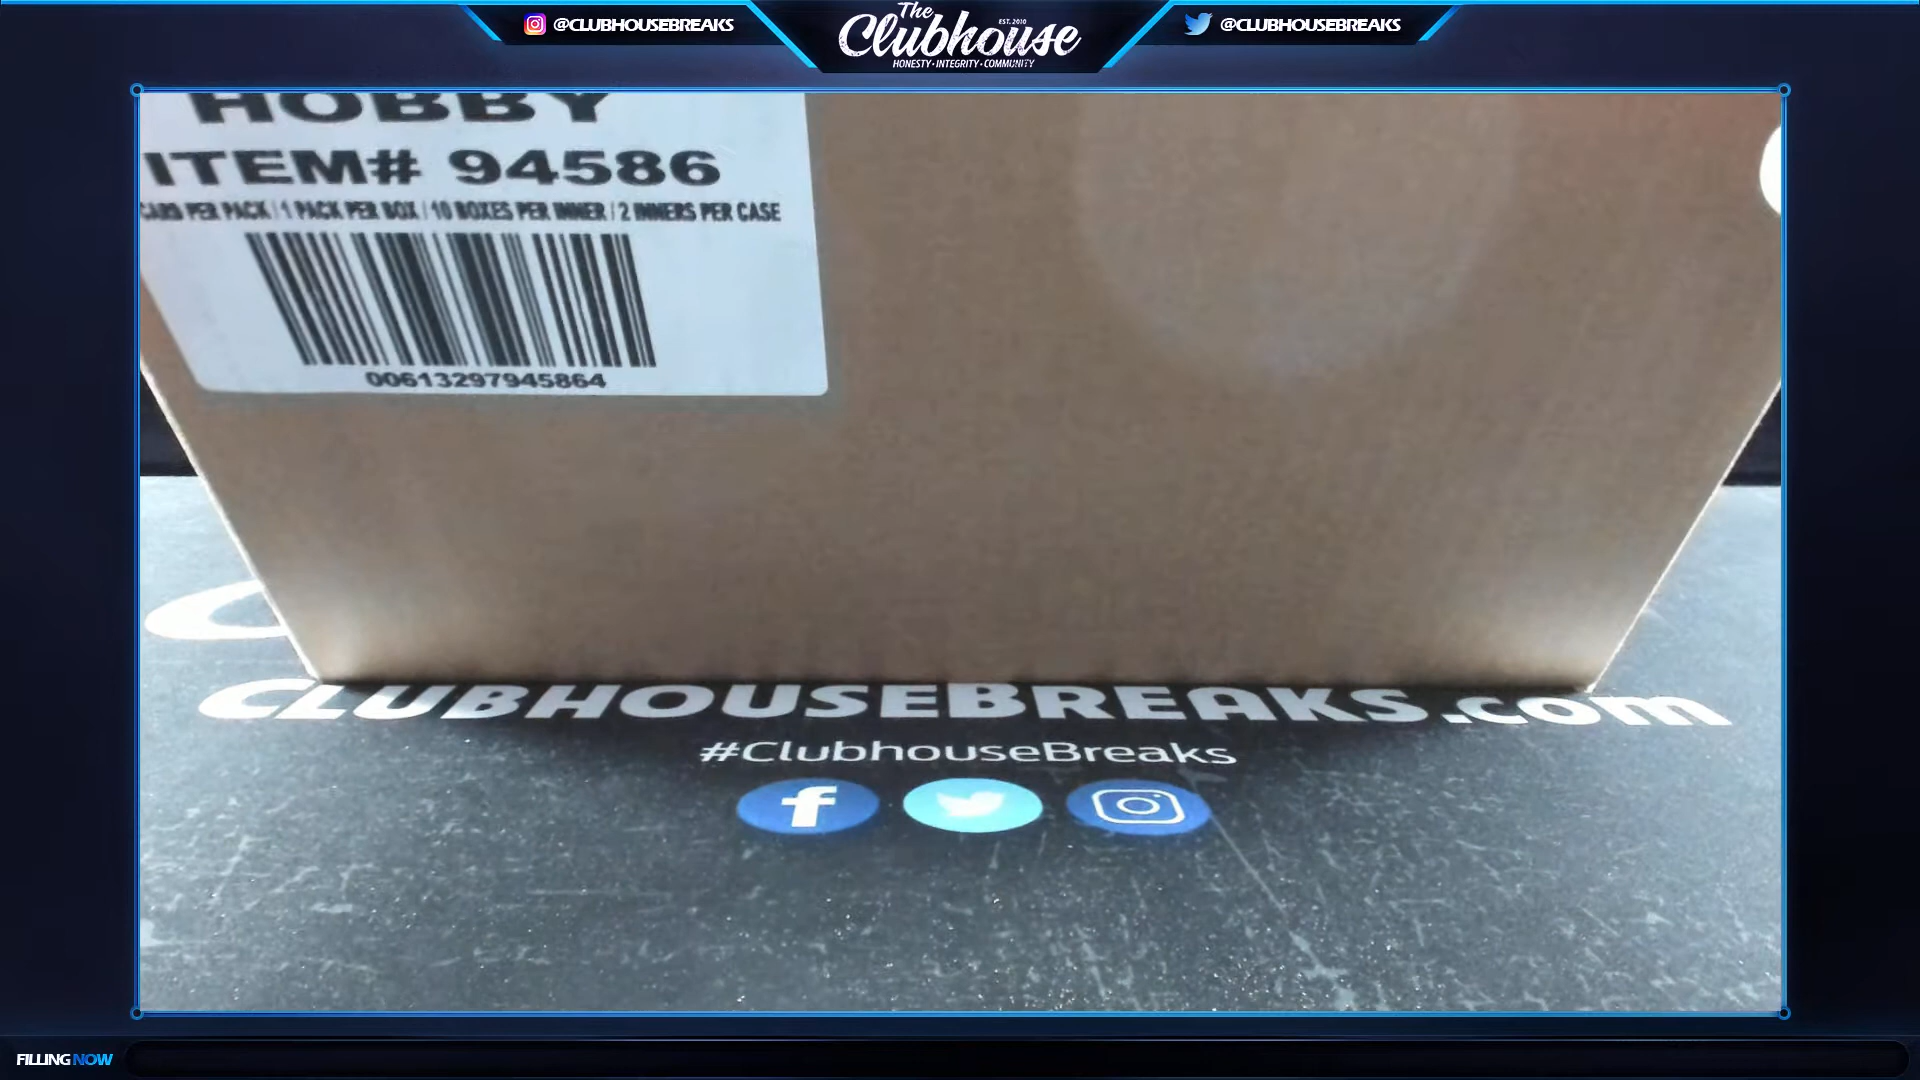 @CLUBHOUSEBREAKS
The
EST. 2010
Clubhouse
HONESTY • INTEGRITY • COMMUNITY
@CLUBHOUSEBREAKS
HOBBY
ITEM# 94586
PER PACK | 1 PACK PER BOX | 10 BOXES PER INNER | 2 INNERS PER CASE
00613297945864
CLUBHOUSEBREAKS.com
#ClubhouseBreaks
FILLING NOW